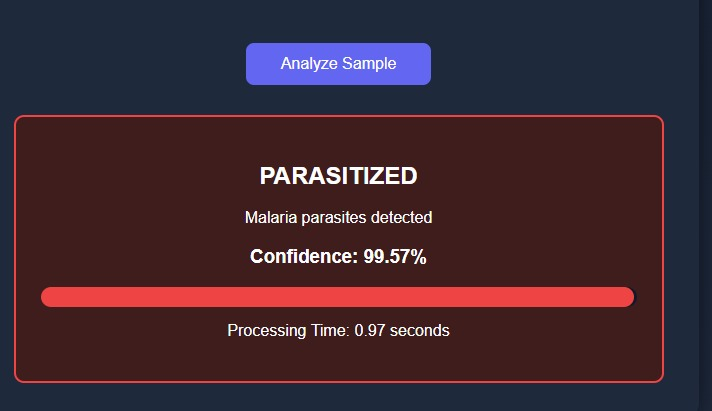 Analyze Sample
PARASITIZED
Malaria parasites detected
Confidence: 99.57%
Processing Time: 0.97 seconds